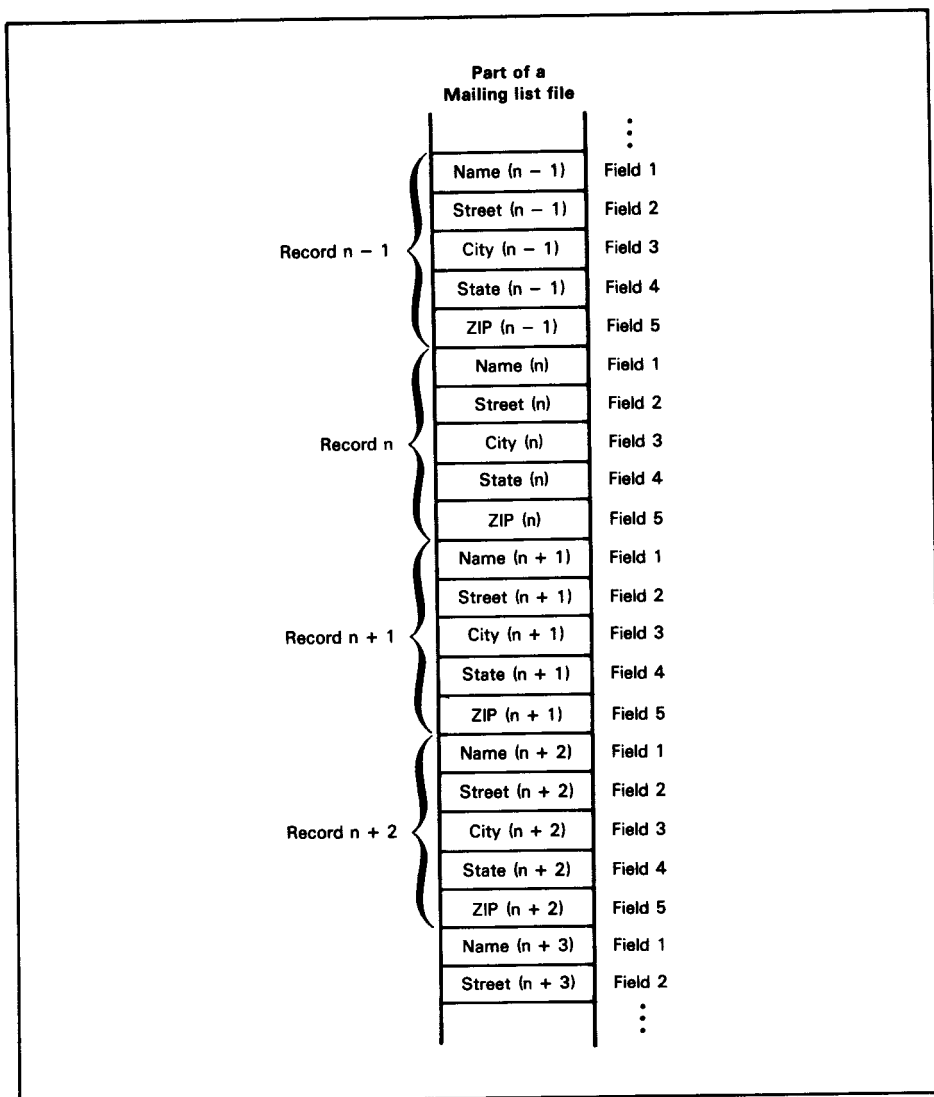 Part of a
Mailing list file
Name (n − 1) Field 1
Street (n − 1) Field 2
Record n − 1 City (n − 1) Field 3
State (n − 1) Field 4
ZIP (n − 1) Field 5
Name (n) Field 1
Street (n) Field 2
Record n City (n) Field 3
State (n) Field 4
ZIP (n) Field 5
Name (n + 1) Field 1
Street (n + 1) Field 2
Record n + 1 City (n + 1) Field 3
State (n + 1) Field 4
ZIP (n + 1) Field 5
Name (n + 2) Field 1
Street (n + 2) Field 2
Record n + 2 City (n + 2) Field 3
State (n + 2) Field 4
ZIP (n + 2) Field 5
Name (n + 3) Field 1
Street (n + 3) Field 2